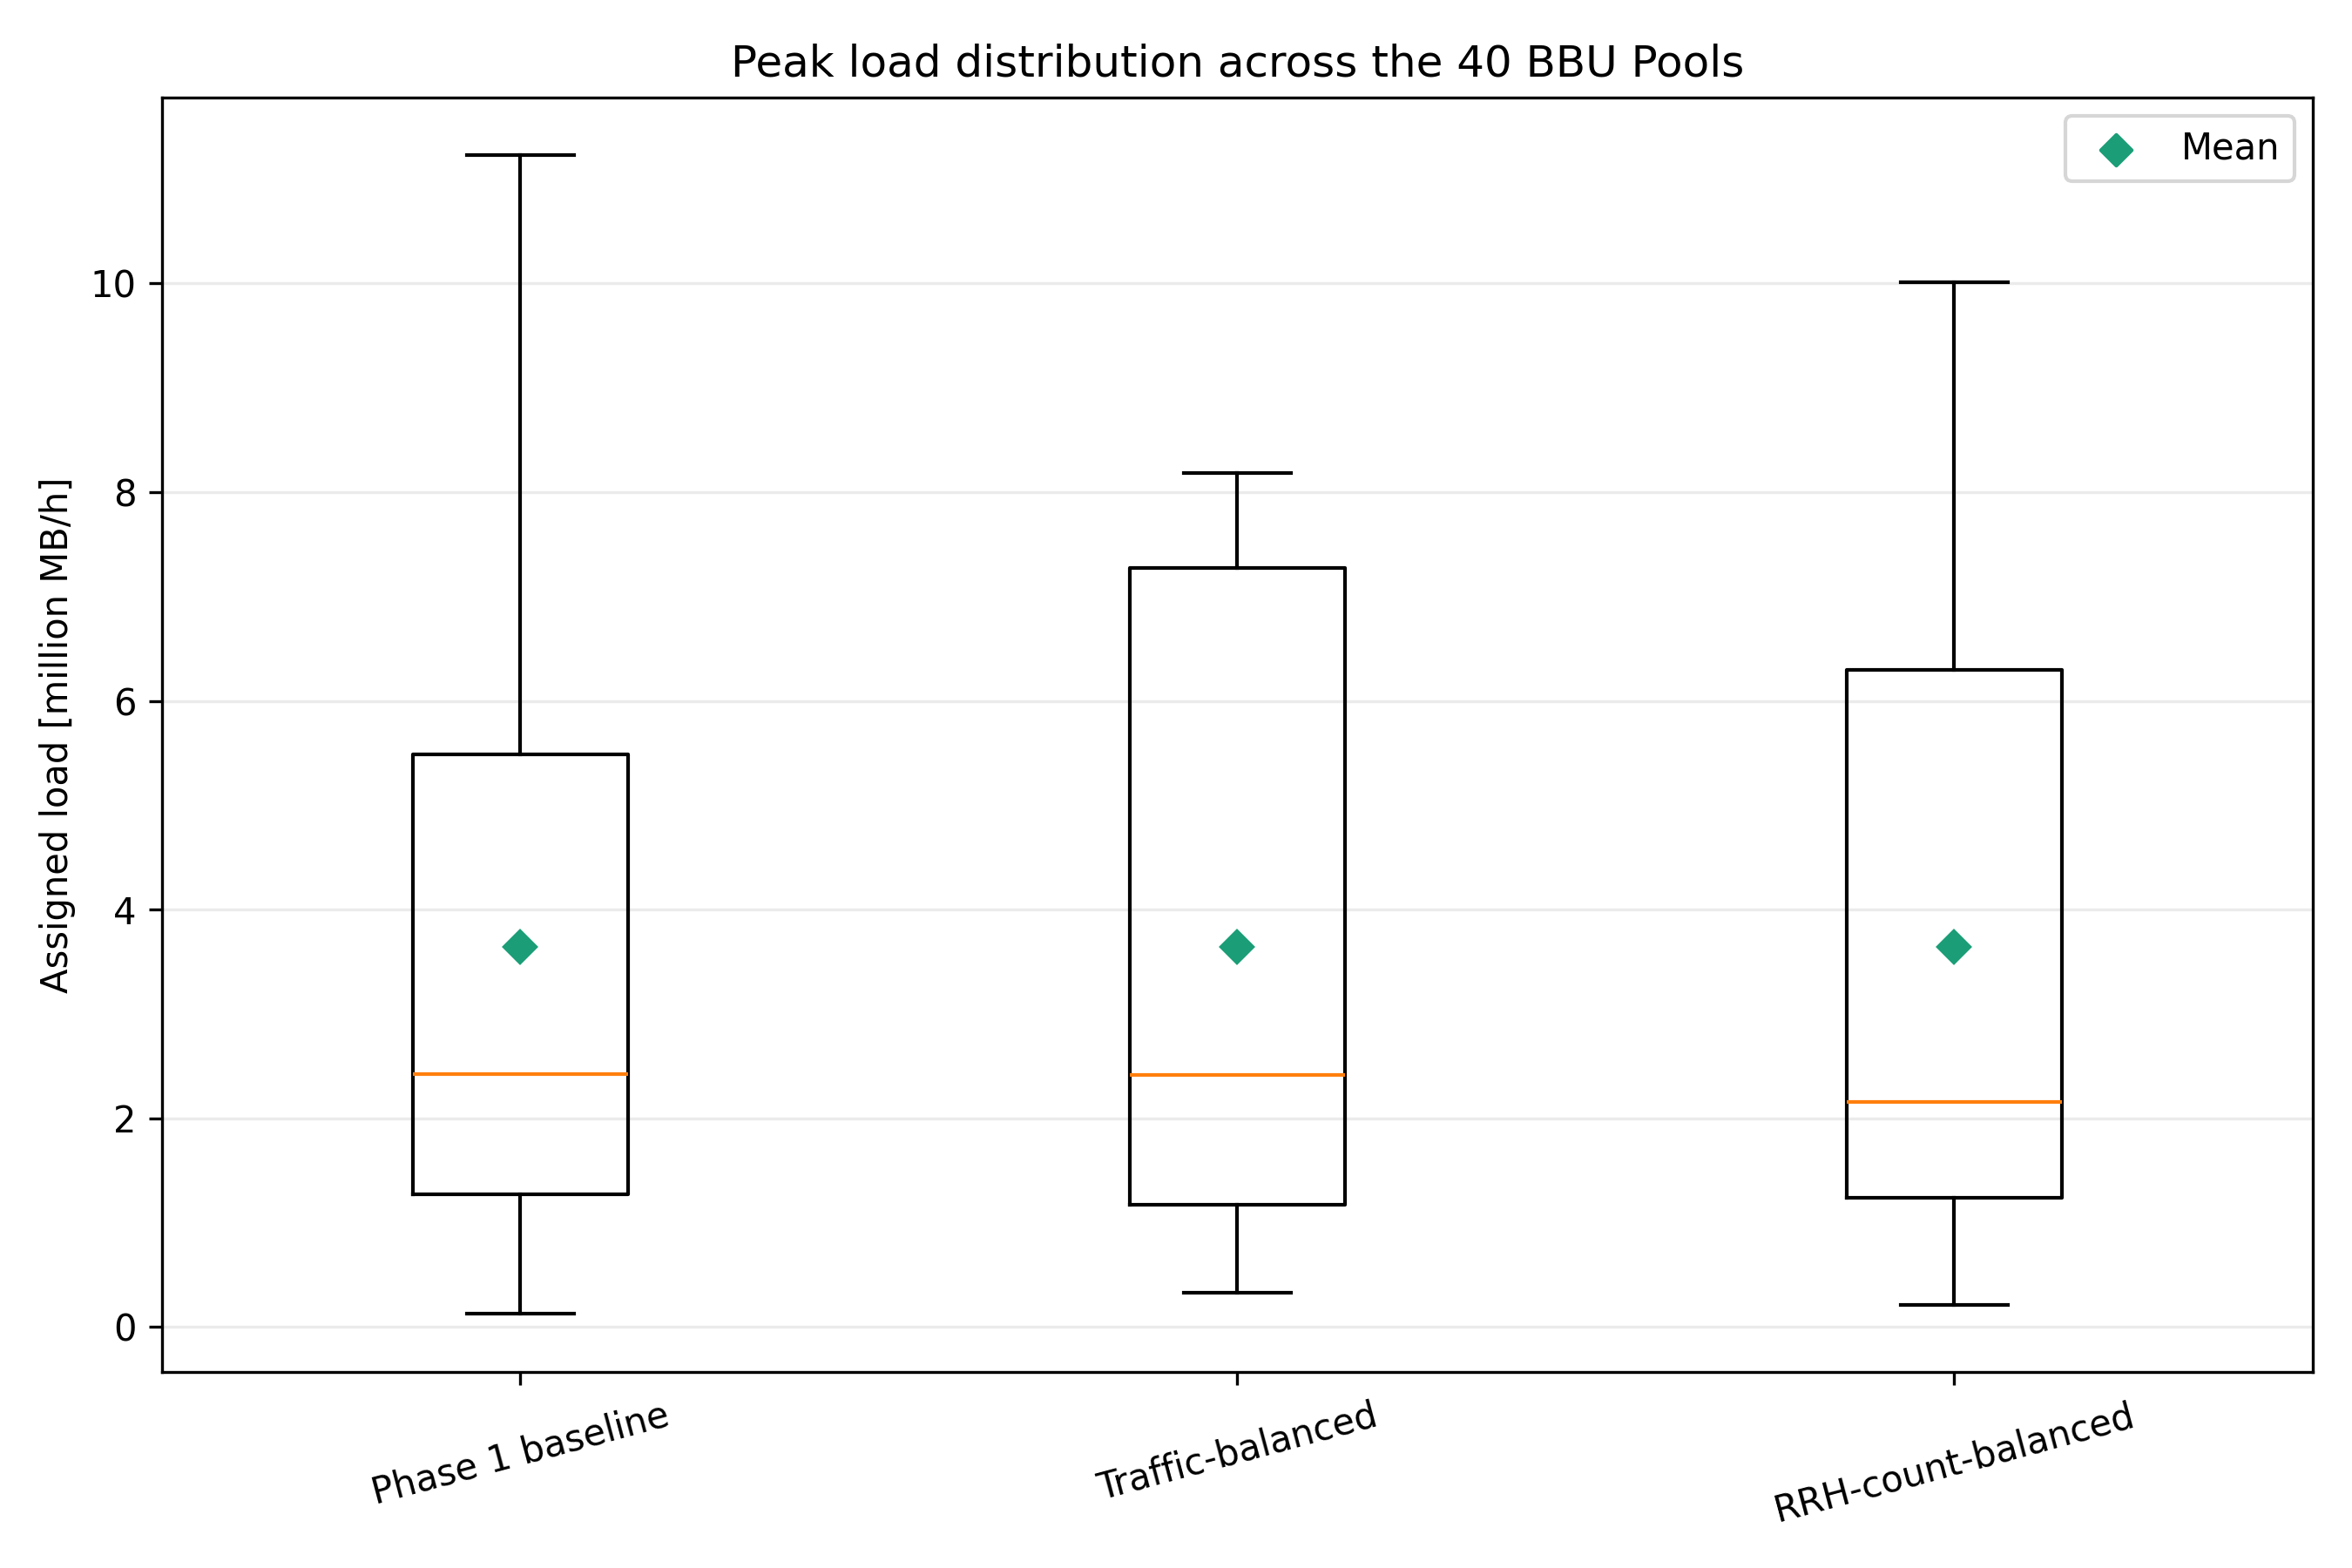 Peak load distribution across the 40 BBU Pools
Mean
Assigned load [million MB/h]
10
8
6
4
2
0
Phase 1 baseline
Traffic-balanced
RRH-count-balanced